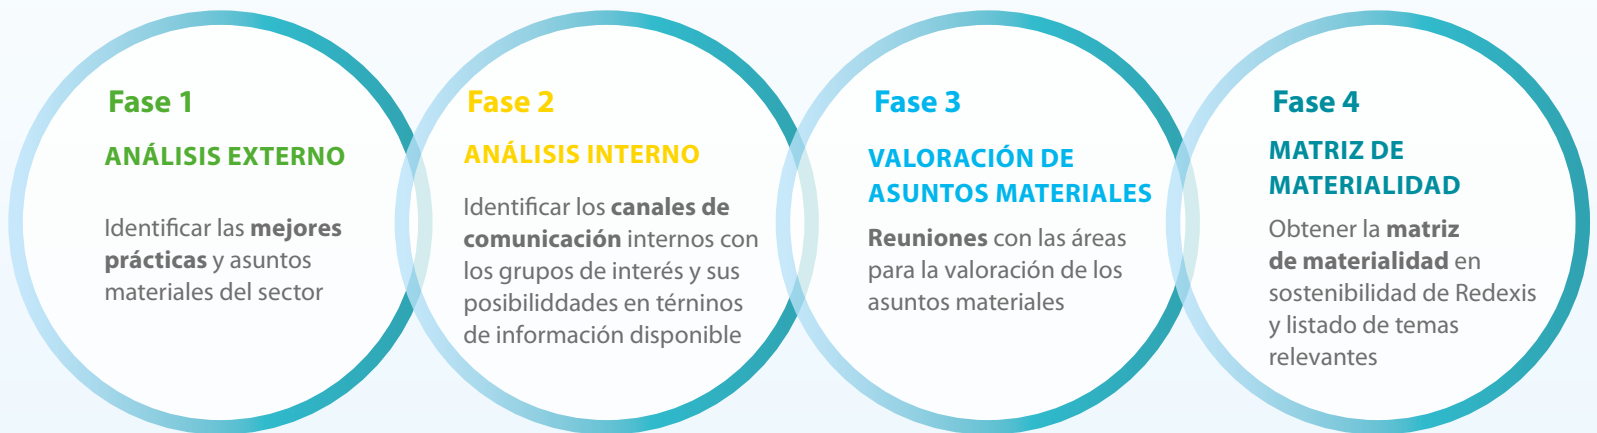 Fase 1
ANÁLISIS EXTERNO
Identificar las mejores
prácticas y asuntos
materiales del sector
Fase 2
ANÁLISIS INTERNO
Identificar los canales de
comunicación internos con
los grupos de interés y sus
posibiliddades en térninos
de información disponible
Fase 3
VALORACIÓN DE
ASUNTOS MATERIALES
Reuniones con las áreas
para la valoración de los
asuntos materiales
Fase 4
MATRIZ DE
MATERIALIDAD
Obtener la matriz
de materialidad en
sostenibilidad de Redexis
y listado de temas
relevantes